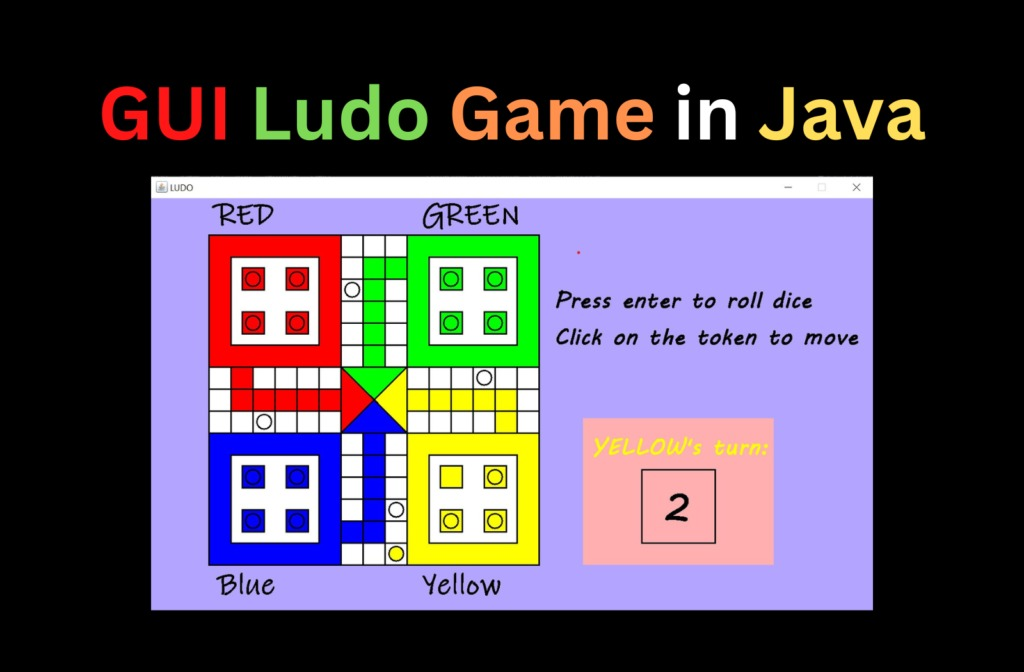 GUI Ludo Game in Java
LUDO
RED
GREEN
Press enter to roll dice
Click on the token to move
YELLOW's turn:
2
Blue
Yellow